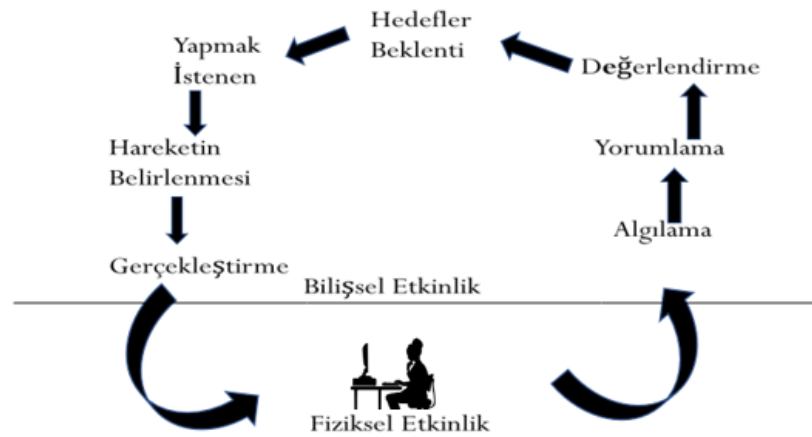 Hedefler
Beklenti
Yapmak
İstenen
Hareketin
Belirlenmesi
Gerçekleştirme
Değerlendirme
Yorumlama
Algılama
Bilişsel Etkinlik
Fiziksel Etkinlik